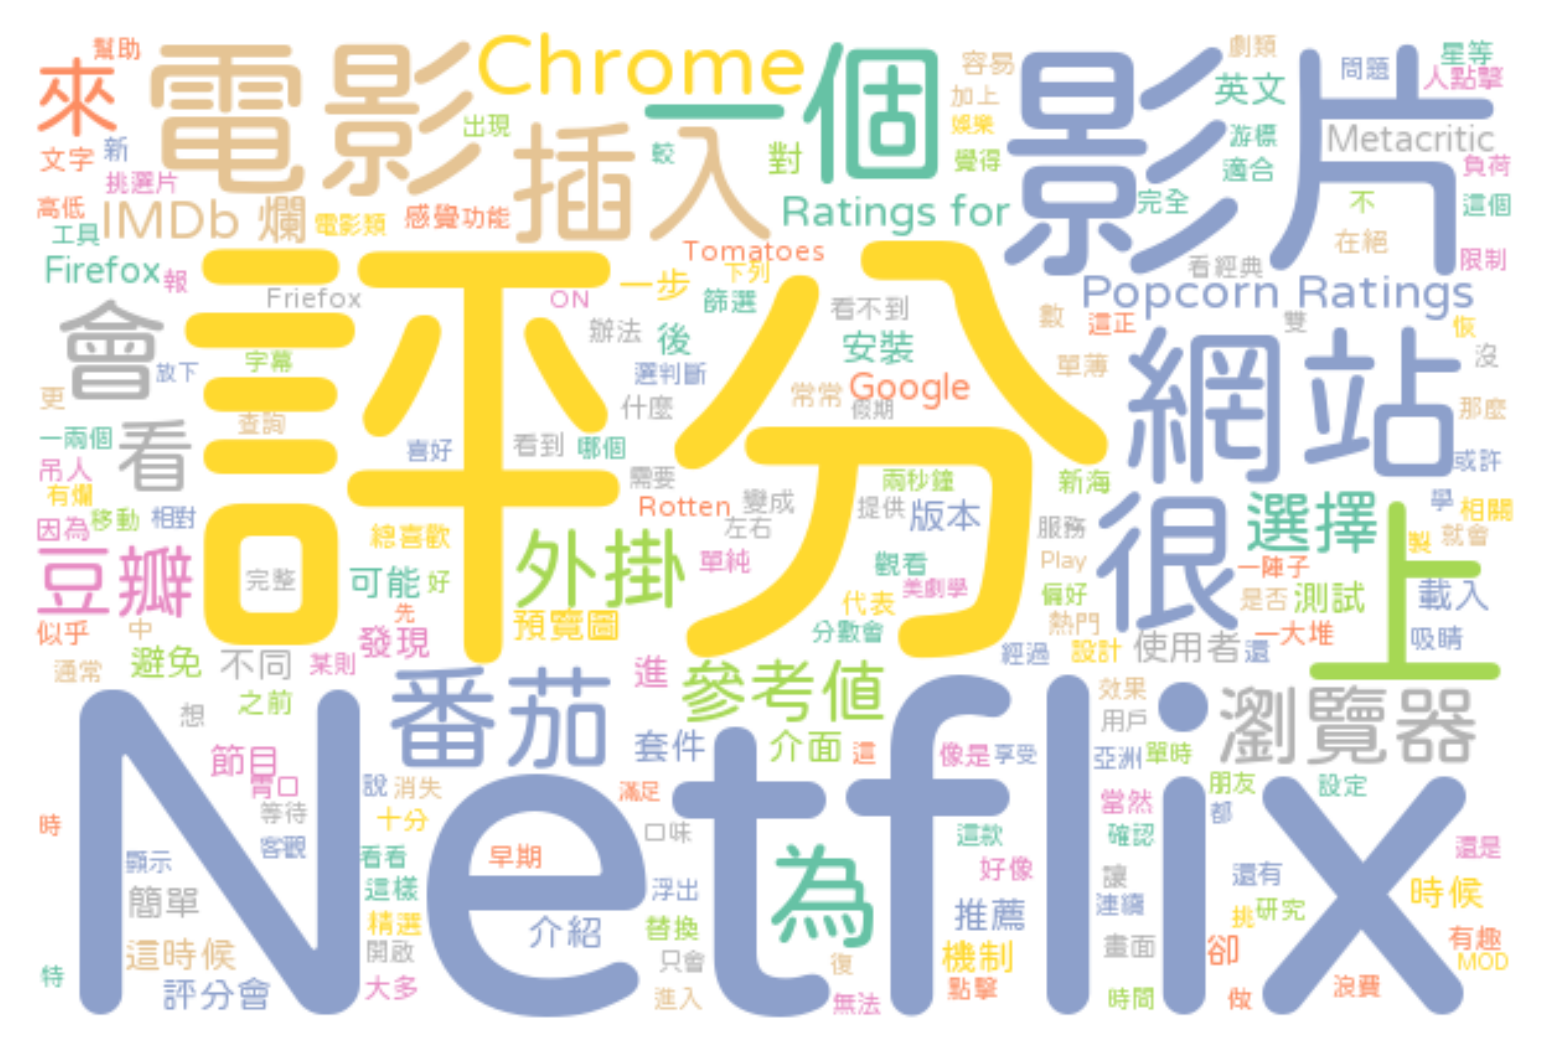 幫助
來
電影
Chrome
一個
影片
容易
劇類
英文
問題
星等
人點擊
文字
新
出現
插入
較
對
加上
娛樂
覺得
游標
適合
Metacritic
負荷
挑選片
高低
工具
IMDb 爛
電影類
感覺功能
Ratings for
完全
不
這個
在絕
限制
Firefox
報
Friefox
評分
Tomatoes
下列
ON
一步
篩選
看不到
看經典
Popcorn Ratings
數
這正
雙
恢
沒
會
放下
字幕
辦法
後
選判斷
安裝
單薄
網站
更
查詢
什麼
常常
Google
假期
那麼
一兩個
看
喜好
看到
哪個
需要
兩秒鐘
新海
或許
吊人
有爛
因為
移動
相對
總喜歡
外掛
Rotten
變成
左右
提供
版本
服務
很
選擇
上
學
相關
製
就會
豆瓣
完整
可能
好
先
單純
觀看
美劇學
Play
偏好
一陣子
是否
測試
載入
似乎
中
發現
預覽圖
代表
分數會
熱門
一大堆
吸睛
通常
避免
不同
某則
經過
設計
使用者
還
想
之前
番茄
進
參考值
效果
用戶
瀏覽器
Netflix
節目
胃口
套件
介面
這
像是
享受
亞洲
單時
朋友
設定
說
消失
滿足
等待
十分
口味
當然
都
時
客觀
這款
確認
還是
顯示
看看
早期
為
好像
讓
還有
簡單
這樣
浮出
連續
時候
精選
介紹
替換
推薦
挑
研究
這時候
開啟
只會
復
機制
畫面
卻
有趣
MOD
特
評分會
大多
進入
無法
點擊
時間
做
浪費